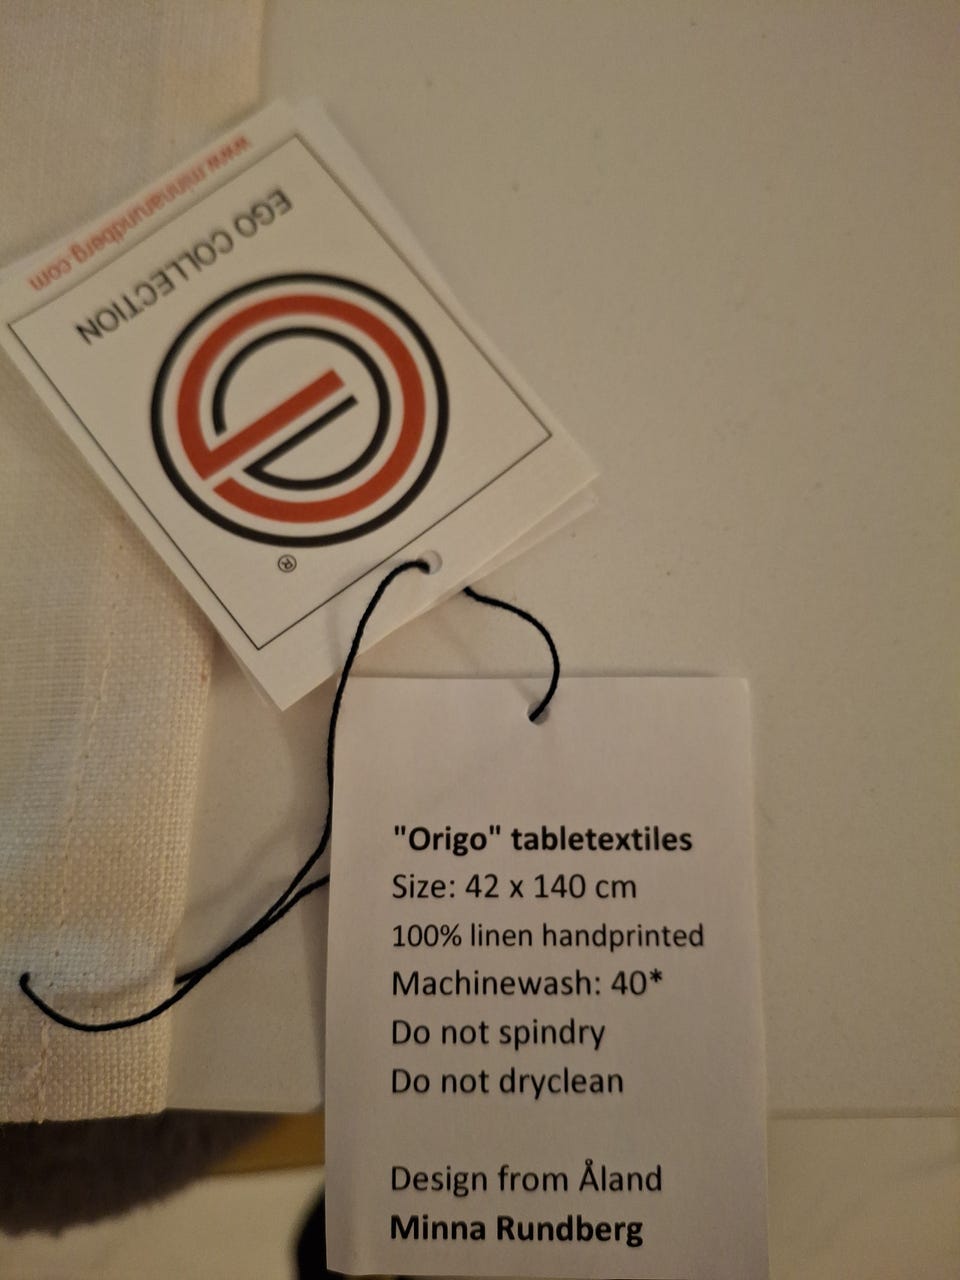 www.minnarundberg.com
EGO COLLECTION
®
"Origo" tabletextiles
Size: 42 x 140 cm
100% linen handprinted
Machinewash: 40*
Do not spindry
Do not dryclean
Design from Åland
Minna Rundberg